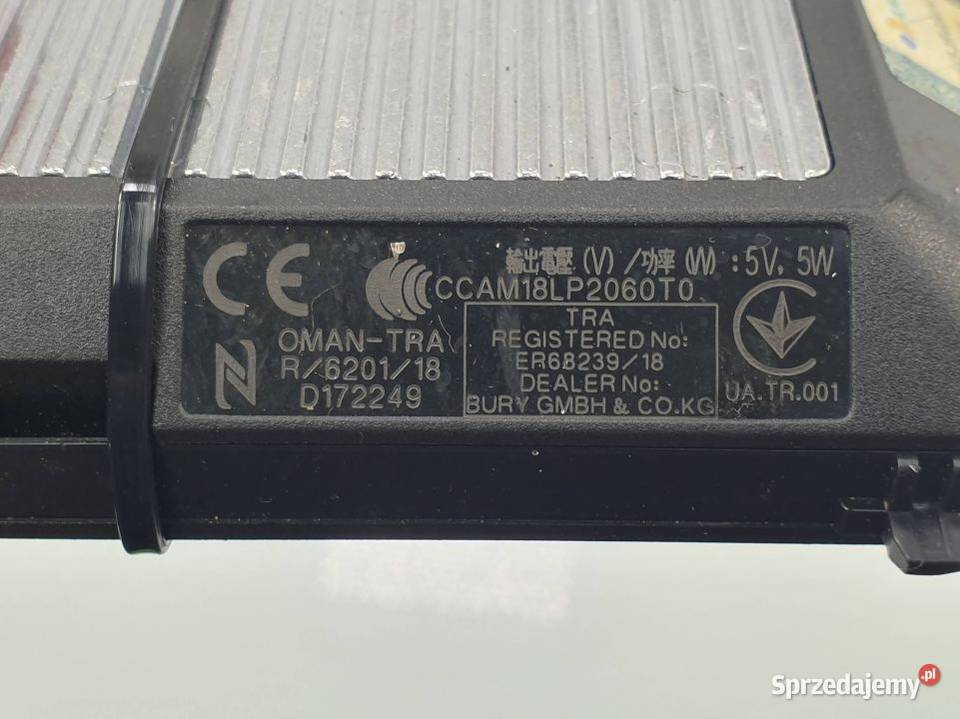 CE
輸出電壓 (V) /功率 (W) : 5V, 5W
CCAM18LP2060T0
OMAN-TRA
R/6201/18
D172249
TRA
REGISTERED No:
ER68239/18
DEALER No:
BURY GMBH & CO.KG
UA.TR.001
Sprzedajemy.pl